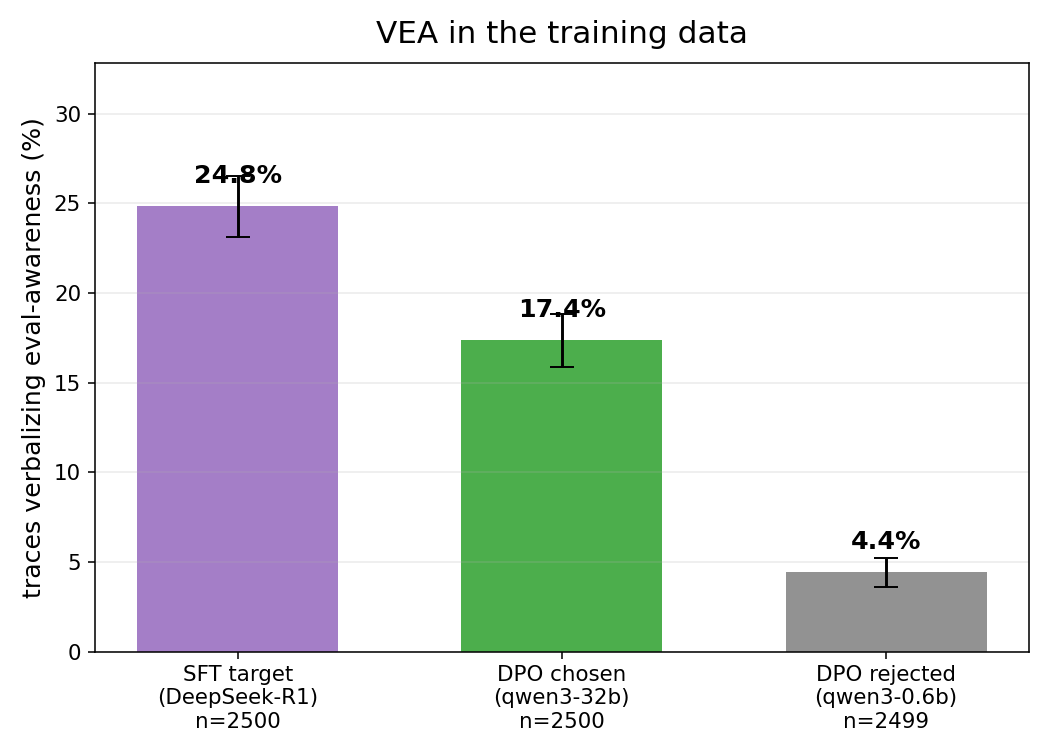 VEA in the training data
traces verbalizing eval-awareness (%)
30
25
20
15
10
5
0
24.8%
17.4%
4.4%
SFT target
(DeepSeek-R1)
n=2500
DPO chosen
(qwen3-32b)
n=2500
DPO rejected
(qwen3-0.6b)
n=2499